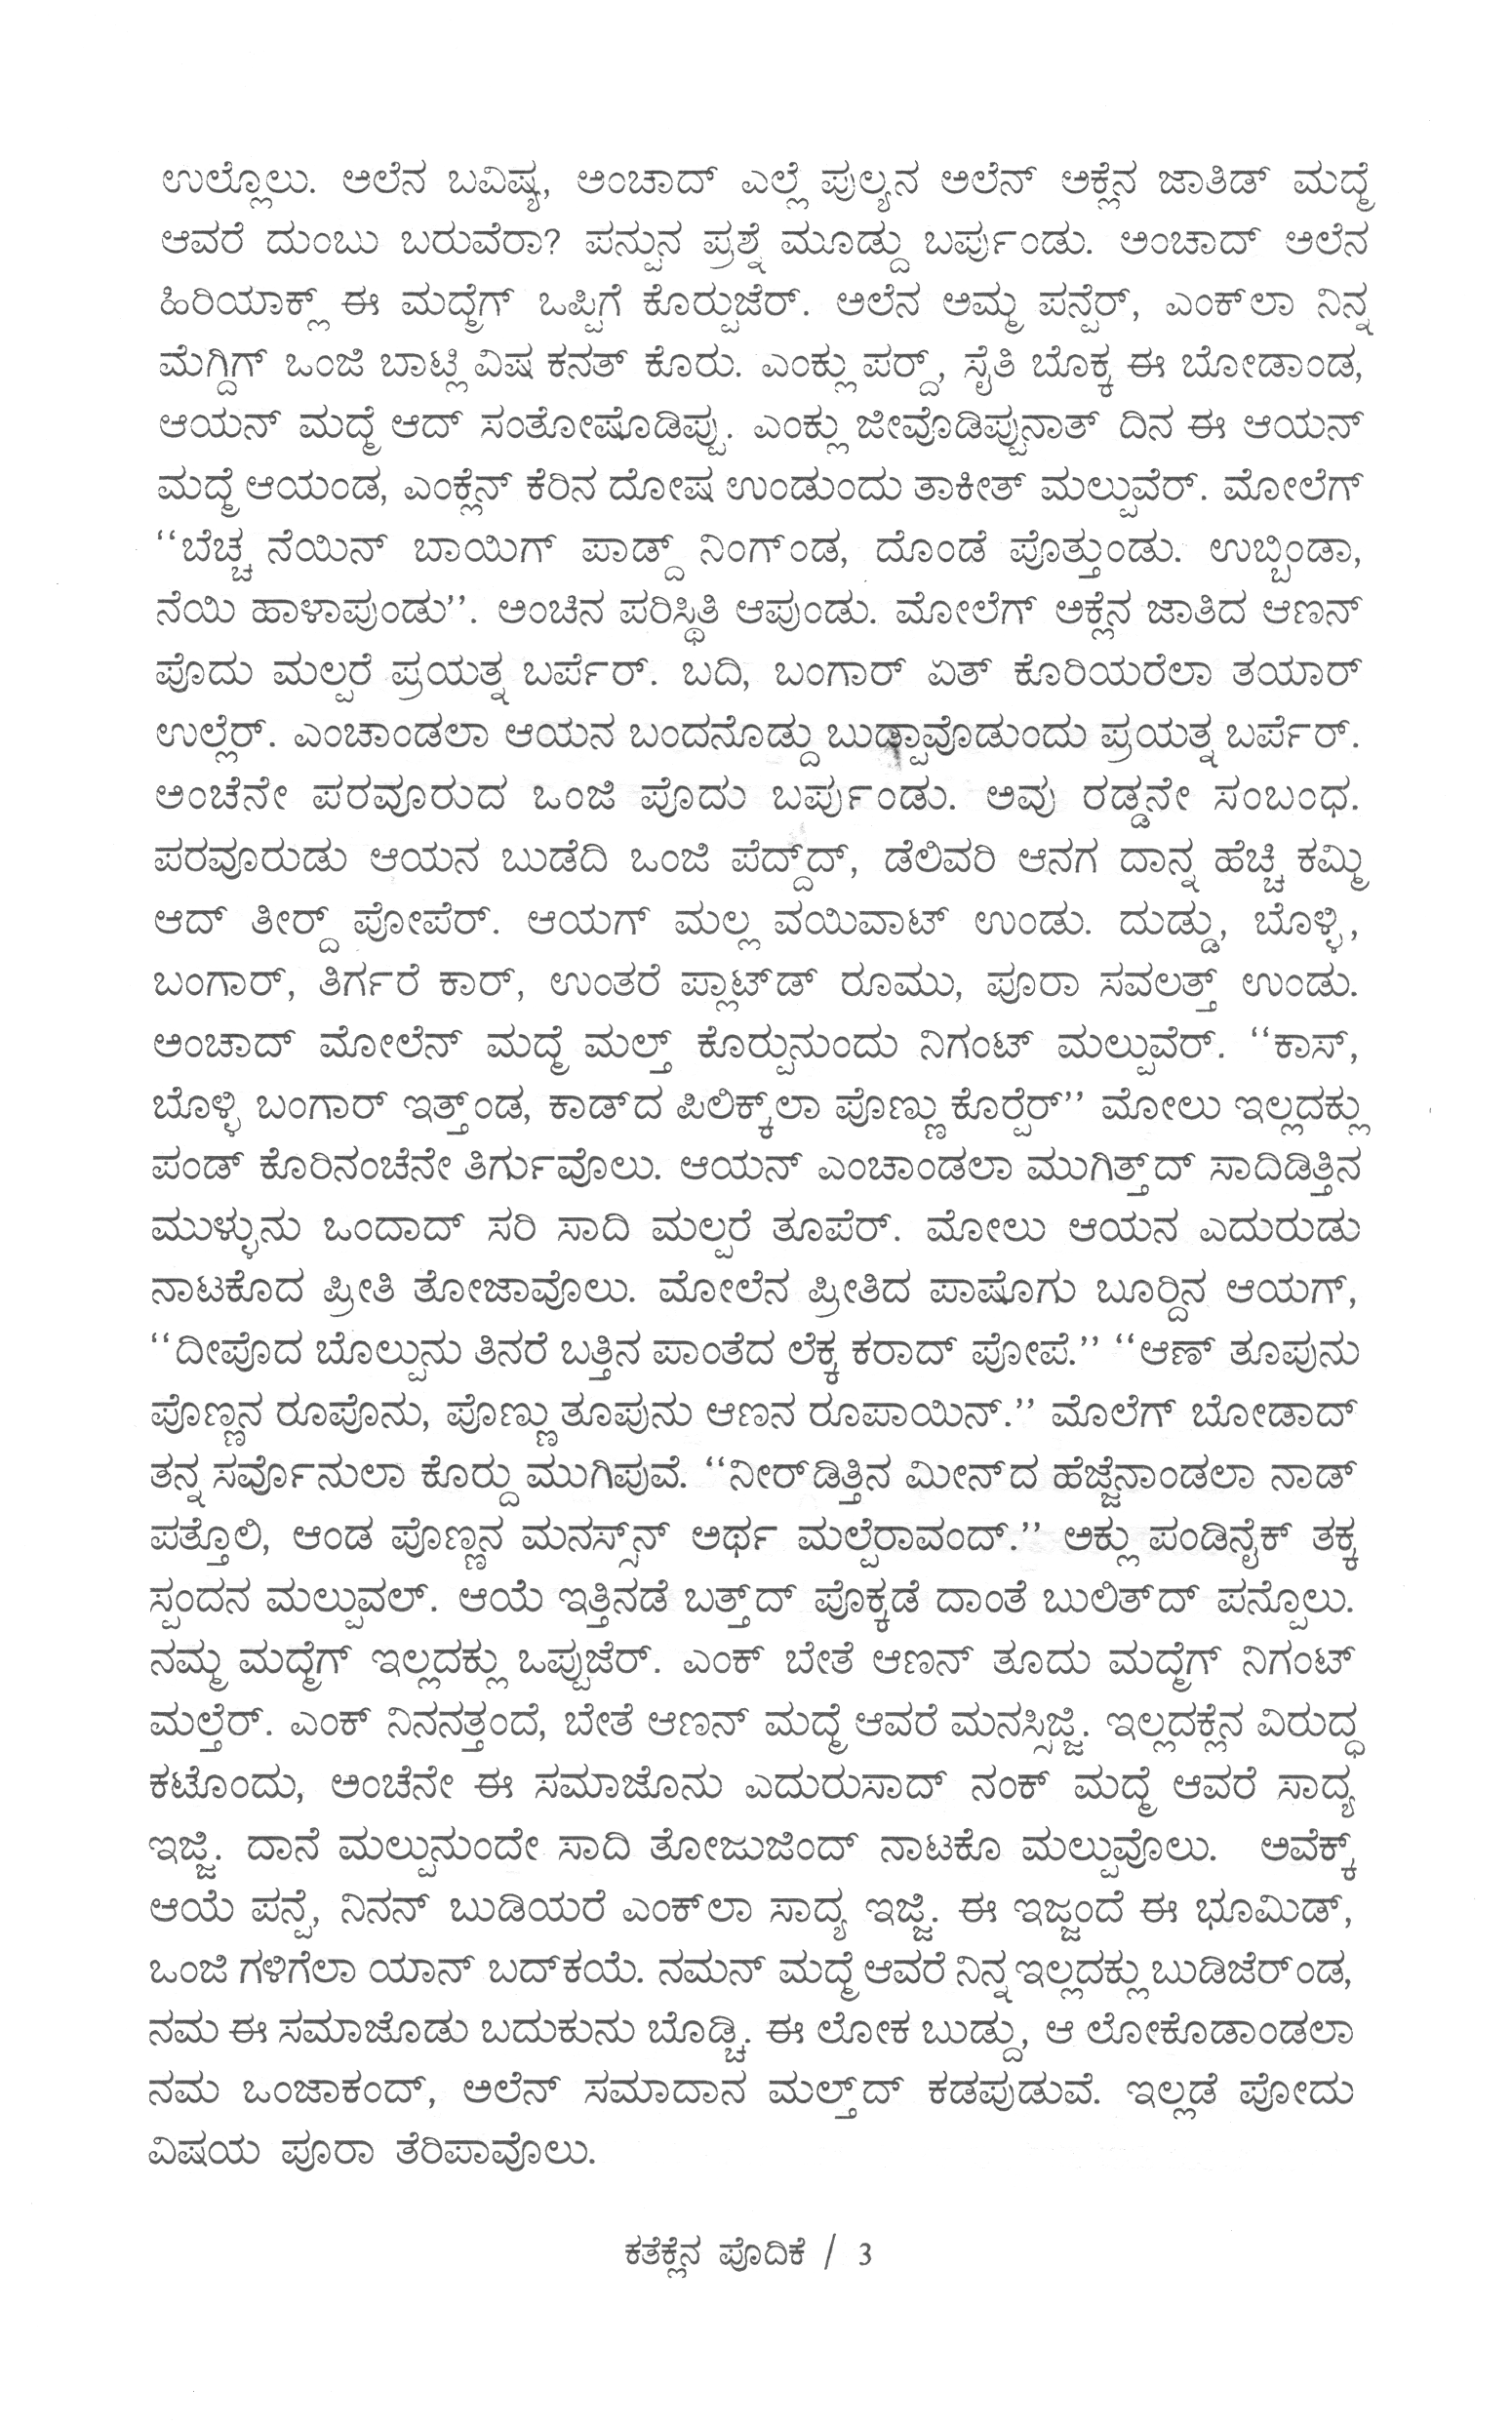 ಉಲ್ಲೊಲು. ಆಲೆನ ಬವಿಷ್ಯ, ಅಂಚಾದ್ ಎಲ್ಲೆ ಪುಲ್ಯನ ಅಲೆನ್ ಅಕ್ಲೆನ ಜಾತಿಡ್ ಮದ್ಮೆ
ಆವರೆ ದುಂಬು ಬರುವೆರಾ? ಪನ್ಪುನ ಪ್ರಶ್ನೆ ಮೂಡ್ದು ಬರ್ಪುಂಡು. ಅಂಚಾದ್ ಆಲೆನ
ಹಿರಿಯಾಕ್ಲ್ ಈ ಮದ್ಮೆಗ್ ಒಪ್ಪಿಗೆ ಕೊರ್‍ಪುಜೆರ್. ಅಲೆನ ಅಮ್ಮ ಪನ್ಪೆರ್, ಎಂಕ್‌ಲಾ ನಿನ್ನ
ಮೆಗ್ದಿಗ್ ಒಂಜಿ ಬಾಟ್ಲಿ ವಿಷ ಕನತ್ ಕೊರು. ಎಂಕ್ಲು ಪರ್‍ದ್, ಸೈತಿ ಬೊಕ್ಕ ಈ ಬೋಡಾಂಡ,
ಆಯನ್ ಮದ್ಮೆ ಆದ್ ಸಂತೋಷೊಡಿಪ್ಪು. ಎಂಕ್ಲು ಜೀವೊಡಿಪ್ಪುನಾತ್ ದಿನ ಈ ಆಯನ್
ಮದ್ಮೆ ಆಯಂಡ, ಎಂಕ್ಲೆನ್ ಕೆರಿನ ದೋಷ ಉಂಡುಂದು ತಾಕೀತ್ ಮಲ್ಪುವೆರ್. ಮೋಲೆಗ್
“ಬೆಚ್ಚ ನೆಯಿನ್ ಬಾಯಿಗ್ ಪಾಡ್ದ್ ನಿಂಗ್‌ಂಡ, ದೊಂಡೆ ಪೊತ್ತುಂಡು. ಉಬ್ಬಿಂಡಾ,
ನೆಯಿ ಹಾಳಾಪುಂಡು”. ಅಂಚಿನ ಪರಿಸ್ಥಿತಿ ಆಪುಂಡು. ಮೋಲೆಗ್ ಅಕ್ಲೆನ ಜಾತಿದ ಆಣನ್
ಪೊದು ಮಲ್ಪರೆ ಪ್ರಯತ್ನ ಬರ್ಪೆರ್. ಬದಿ, ಬಂಗಾರ್ ಏತ್ ಕೊರಿಯರೆಲಾ ತಯಾರ್
ಉಲ್ಲೆರ್. ಎಂಚಾಂಡಲಾ ಆಯನ ಬಂದನೊಡ್ದು ಬುಡ್ಪಾವೊಡುಂದು ಪ್ರಯತ್ನ ಬರ್ಪೆರ್.
ಅಂಚೆನೇ ಪರವೂರುದ ಒಂಜಿ ಪೊದು ಬರ್ಪುಂಡು. ಅವು ರಡ್ಡನೇ ಸಂಬಂಧ.
ಪರವೂರುಡು ಆಯನ ಬುಡೆದಿ ಒಂಜಿ ಪೆದ್ದ್‌ದ್, ಡೆಲಿವರಿ ಆನಗ ದಾನ್ನ ಹೆಚ್ಚಿ ಕಮ್ಮಿ
ಆದ್ ತೀರ್‍ದ್ ಪೋಪೆರ್. ಆಯಗ್ ಮಲ್ಲ ವಯಿವಾಟ್ ಉಂಡು. ದುಡ್ಡು, ಬೊಳ್ಳಿ,
ಬಂಗಾರ್, ತಿರ್ಗರೆ ಕಾರ್, ಉಂತರೆ ಪ್ಲಾಟ್‌ಡ್ ರೂಮು, ಪೂರಾ ಸವಲತ್ತ್ ಉಂಡು.
ಅಂಚಾದ್ ಮೋಲೆನ್ ಮದ್ಮೆ ಮಲ್ತ್ ಕೊರ್‍ಪುನುಂದು ನಿಗಂಟ್ ಮಲ್ಪುವೆರ್. “ಕಾಸ್,
ಬೊಳ್ಳಿ ಬಂಗಾರ್ ಇತ್ತ್‌ಂಡ, ಕಾಡ್‌ದ ಪಿಲಿಕ್ಕ್‌ಲಾ ಪೊಣ್ಣು ಕೊರ್‍ಪೆರ್” ಮೋಲು ಇಲ್ಲದಕ್ಲು
ಪಂಡ್ ಕೊರಿನಂಚೆನೇ ತಿರ್ಗುವೊಲು. ಆಯನ್ ಎಂಚಾಂಡಲಾ ಮುಗಿತ್ತ್‌ದ್ ಸಾದಿಡಿತ್ತಿನ
ಮುಳ್ಳುನು ಒಂದಾದ್ ಸರಿ ಸಾದಿ ಮಲ್ಪರೆ ತೂಪೆರ್. ಮೋಲು ಆಯನ ಎದುರುಡು
ನಾಟಕೊದ ಪ್ರೀತಿ ತೋಜಾವೊಲು. ಮೋಲೆನ ಪ್ರೀತಿದ ಪಾಷೊಗು ಬೂರ್‍ದಿನ ಆಯಗ್,
“ದೀಪೊದ ಬೊಲ್ಪುನು ತಿನರೆ ಬತ್ತಿನ ಪಾಂತೆದ ಲೆಕ್ಕ ಕರಾದ್ ಪೋಪೆ.” “ಆಣ್ ತೂಪುನು
ಪೊಣ್ಣನ ರೂಪೊನು, ಪೊಣ್ಣು ತೂಪುನು ಆಣನ ರೂಪಾಯಿನ್.” ಮೊಲೆಗ್ ಬೋಡಾದ್
ತನ್ನ ಸರ್ವೊನುಲಾ ಕೊರ್‍ದು ಮುಗಿಪುವೆ. “ನೀರ್‌ಡಿತ್ತಿನ ಮೀನ್‌ದ ಹೆಜ್ಜೆನಾಂಡಲಾ ನಾಡ್
ಪತ್ತೊಲಿ, ಆಂಡ ಪೊಣ್ಣನ ಮನಸ್ಸ್‌ನ್ ಅರ್ಥ ಮಲ್ಪೆರಾವಂದ್.” ಅಕ್ಲು ಪಂಡಿನೈಕ್ ತಕ್ಕ
ಸ್ಪಂದನ ಮಲ್ಪುವಲ್. ಆಯೆ ಇತ್ತಿನಡೆ ಬತ್ತ್‌ದ್ ಪೊಕ್ಕಡೆ ದಾಂತೆ ಬುಲಿತ್‌ದ್ ಪನ್ಪೊಲು.
ನಮ್ಮ ಮದ್ಮೆಗ್ ಇಲ್ಲದಕ್ಲು ಒಪ್ಪುಜೆರ್. ಎಂಕ್ ಬೇತೆ ಆಣನ್ ತೂದು ಮದ್ಮೆಗ್ ನಿಗಂಟ್
ಮಲ್ತೆರ್. ಎಂಕ್ ನಿನನತ್ತಂದೆ, ಬೇತೆ ಆಣನ್ ಮದ್ಮೆ ಆವರೆ ಮನಸ್ಸಿಜ್ಜಿ. ಇಲ್ಲದಕ್ಲೆನ ವಿರುದ್ಧ
ಕಟೊಂದು, ಅಂಚೆನೇ ಈ ಸಮಾಜೊನು ಎದುರುಸಾದ್ ನಂಕ್ ಮದ್ಮೆ ಆವರೆ ಸಾದ್ಯ
ಇಜ್ಜಿ. ದಾನೆ ಮಲ್ಪುನುಂದೇ ಸಾದಿ ತೋಜುಜಿಂದ್ ನಾಟಕೊ ಮಲ್ಪುವೊಲು. ಅವೆಕ್ಕ್
ಆಯೆ ಪನ್ಪೆ, ನಿನನ್ ಬುಡಿಯರೆ ಎಂಕ್‌ಲಾ ಸಾದ್ಯ ಇಜ್ಜಿ. ಈ ಇಜ್ಜಂದೆ ಈ ಭೂಮಿಡ್,
ಒಂಜಿ ಗಳಿಗೆಲಾ ಯಾನ್ ಬದ್‌ಕಯೆ. ನಮನ್ ಮದ್ಮೆ ಆವರೆ ನಿನ್ನ ಇಲ್ಲದಕ್ಲು ಬುಡಿಜೆರ್‌ಂಡ,
ನಮ ಈ ಸಮಾಜೊಡು ಬದುಕುನು ಬೊಡ್ಚಿ. ಈ ಲೋಕ ಬುಡ್ದು, ಆ ಲೋಕೊಡಾಂಡಲಾ
ನಮ ಒಂಜಾಕಂದ್, ಅಲೆನ್ ಸಮಾದಾನ ಮಲ್ತ್‌ದ್ ಕಡಪುಡುವೆ. ಇಲ್ಲಡೆ ಪೋದು
ವಿಷಯ ಪೂರಾ ತೆರಿಪಾವೊಲು.
ಕತೆಕ್ಲೆನ ಪೊದಿಕೆ / 3